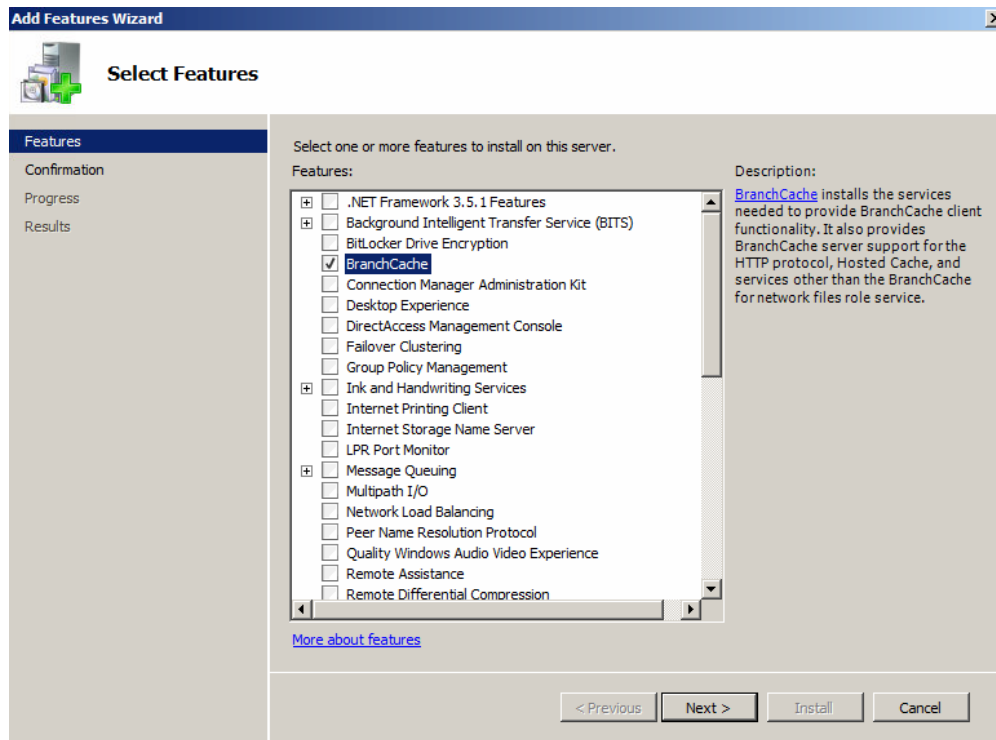 Add Features Wizard
Select Features
Features
Confirmation
Progress
Results
Select one or more features to install on this server.
Features:
.NET Framework 3.5.1 Features
Background Intelligent Transfer Service (BITS)
BitLocker Drive Encryption
BranchCache
Connection Manager Administration Kit
Desktop Experience
DirectAccess Management Console
Failover Clustering
Group Policy Management
Ink and Handwriting Services
Internet Printing Client
Internet Storage Name Server
LPR Port Monitor
Message Queuing
Multipath I/O
Network Load Balancing
Peer Name Resolution Protocol
Quality Windows Audio Video Experience
Remote Assistance
Remote Differential Compression
More about features
Description:
BranchCache installs the services
needed to provide BranchCache client
functionality. It also provides
BranchCache server support for the
HTTP protocol, Hosted Cache, and
services other than the BranchCache
for network files role service.
< Previous
Next >
Install
Cancel